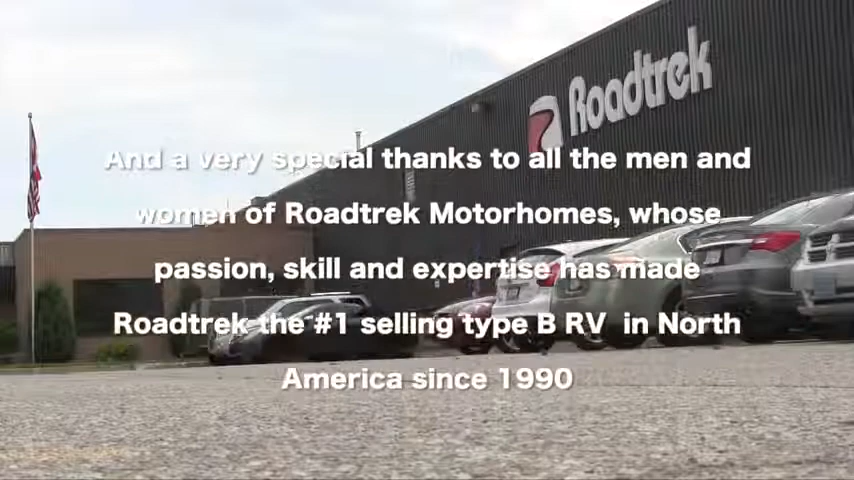 Roadtrek
And a very special thanks to all the men and
women of Roadtrek Motorhomes, whose
passion, skill and expertise has made
Roadtrek the #1 selling type B RV  in North
America since 1990